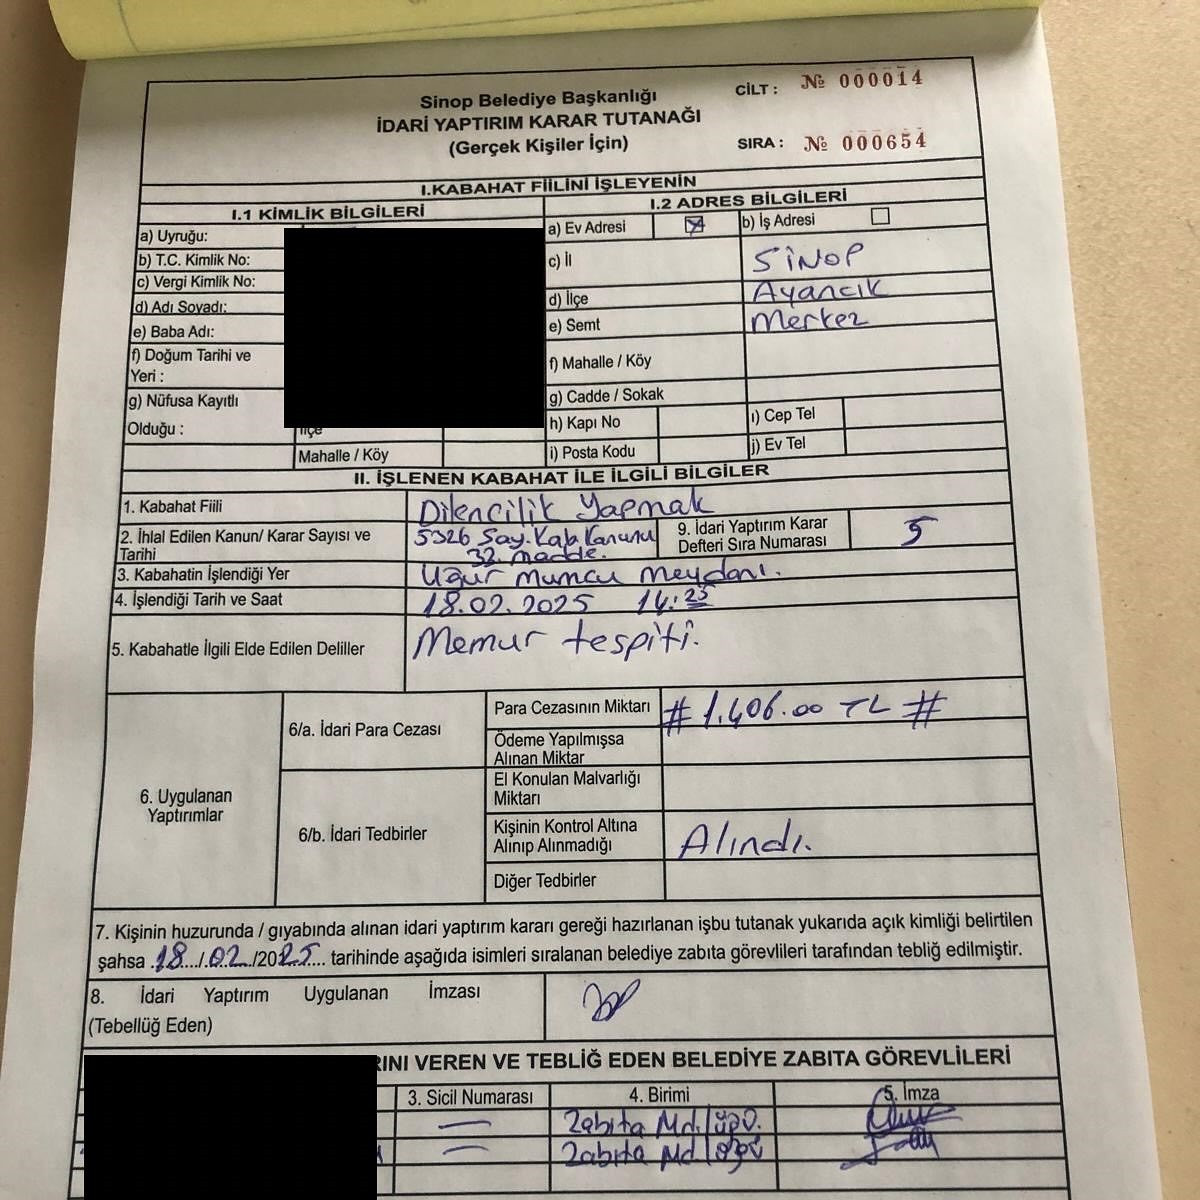 Sinop Belediye Başkanlığı
İDARİ YAPTIRIM KARAR TUTANAĞI
(Gerçek Kişiler İçin)
CİLT : № 000014
SIRA : № 000654
I.KABAHAT FİİLİNİ İŞLEYENİN
I.1 KİMLİK BİLGİLERİ
I.2 ADRES BİLGİLERİ
a) Uyruğu:
b) T.C. Kimlik No:
c) Vergi Kimlik No:
d) Adı Soyadı:
e) Baba Adı:
f) Doğum Tarihi ve
Yeri :
g) Nüfusa Kayıtlı
Olduğu :
İlçe
Mahalle / Köy
a) Ev Adresi
b) İş Adresi
c) İl SİNOP
d) İlçe Ayancık
e) Semt Merkez
f) Mahalle / Köy
g) Cadde / Sokak
h) Kapı No
ı) Cep Tel
i) Posta Kodu
j) Ev Tel
II. İŞLENEN KABAHAT İLE İLGİLİ BİLGİLER
1. Kabahat Fiili Dilencilik Yapmak
2. İhlal Edilen Kanun/ Karar Sayısı ve
Tarihi
5326 Say. Kaba Kanunu
32. madde.
9. İdari Yaptırım Karar
Defteri Sıra Numarası
5
3. Kabahatin İşlendiği Yer Uğur Mumcu Meydanı.
4. İşlendiği Tarih ve Saat 18.02.2025 14:25
5. Kabahatle İlgili Elde Edilen Deliller Memur tespiti.
6. Uygulanan
Yaptırımlar
6/a. İdari Para Cezası
Para Cezasının Miktarı # 1.406.00 TL #
Ödeme Yapılmışsa
Alınan Miktar
6/b. İdari Tedbirler
El Konulan Malvarlığı
Miktarı
Kişinin Kontrol Altına
Alınıp Alınmadığı
Alındı.
Diğer Tedbirler
7. Kişinin huzurunda / gıyabında alınan idari yaptırım kararı gereği hazırlanan işbu tutanak yukarıda açık kimliği belirtilen
şahsa .18.../.02../2025.... tarihinde aşağıda isimleri sıralanan belediye zabıta görevlileri tarafından tebliğ edilmiştir.
8. İdari Yaptırım Uygulanan İmzası
(Tebellüğ Eden)
RINI VEREN VE TEBLİĞ EDEN BELEDİYE ZABITA GÖREVLİLERİ
3. Sicil Numarası
4. Birimi
5. İmza
Zabıta Md.lüğü.
Zabıta Md.lüğü